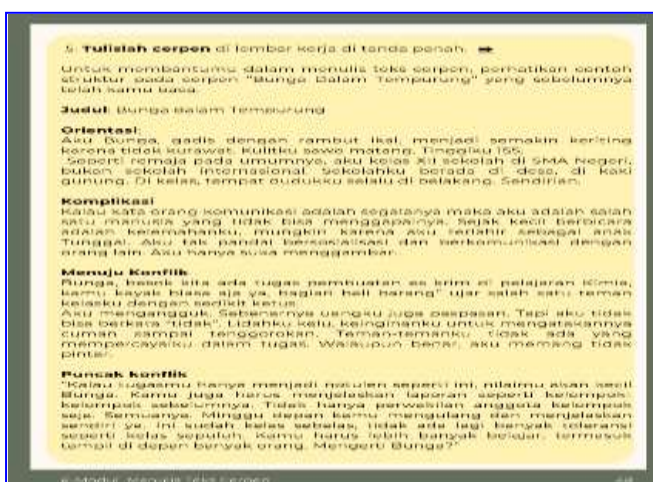 5. Tulislah cerpen di lembar kerja di tanda panah. ➡
Untuk membantumu dalam menulis teks cerpen, perhatikan contoh
struktur pada cerpen "Bunga Dalam Tempurung" yang sebelumnya
telah kamu baca.
Judul: Bunga Dalam Tempurung
Orientasi:
Aku Bunga, gadis dengan rambut ikal, menjadi semakin keriting
karena tidak kurawat. Kulitku sawo matang. Tinggiku 155.
Seperti remaja pada umumnya, aku kelas XII sekolah di SMA Negeri,
bukan sekolah internasional. Sekolahku berada di desa, di kaki
gunung. Di kelas, tempat dudukku selalu di belakang. Sendirian.
Komplikasi
Kalau kata orang komunikasi adalah segalanya maka aku adalah salah
satu manusia yang tidak bisa menggapainya. Sejak kecil berbicara
adalah kelemahanku, mungkin karena aku terlahir sebagai anak
Tunggal. Aku tak pandai bersosialisasi dan berkomunikasi dengan
orang lain. Aku hanya suka menggambar.
Menuju Konflik
Bunga, besok kita ada tugas pembuatan es krim di pelajaran Kimia,
kamu kayak biasa aja ya, bagian beli barang" ujar salah satu teman
kelasku dengan sedikit ketus.
Aku mengangguk. Sebenarnya uangku juga paspasan. Tapi aku tidak
bisa berkata "tidak". Lidahku kelu, keinginanku untuk mengatakannya
cuman sampai tenggorokan. Teman-temanku tidak ada yang
mempercayaiku dalam tugas. Walaupun benar, aku memang tidak
pintar.
Puncak konflik
"Kalau tugasmu hanya menjadi notulen seperti ini, nilaimu akan kecil
Bunga. Kamu juga harus menjelaskan laporan seperti kelompok-
kelompok sebelumnya. Tidak hanya perwakilan anggota kelompok
saja. Semuanya. Minggu depan kamu mengulang dan menjelaskan
sendiri ya. Ini sudah kelas sebelas, tidak ada lagi banyak toleransi
seperti kelas sepuluh. Kamu harus lebih banyak belajar, termasuk
tampil di depan banyak orang. Mengerti Bunga?"
E-Modul Menulis Teks Cerpen